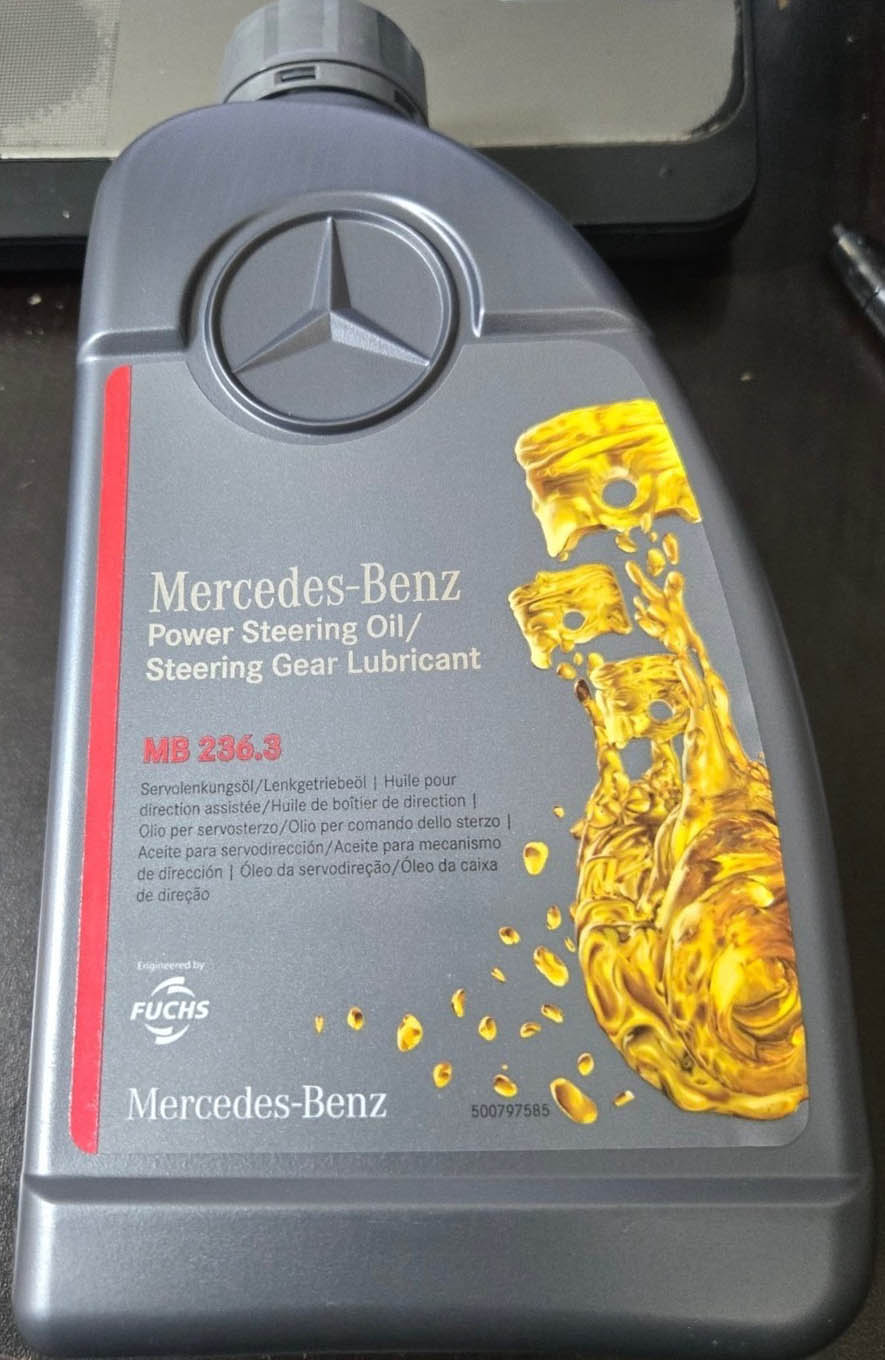 Mercedes-Benz
Power Steering Oil/
Steering Gear Lubricant
MB 236.3
Servolenkungsöl/Lenkgetriebeöl | Huile pour
direction assistée/Huile de boîtier de direction |
Olio per servosterzo/Olio per comando dello sterzo |
Aceite para servodirección/Aceite para mecanismo
de dirección | Óleo da servodireção/Óleo da caixa
de direção
Engineered by
FUCHS
Mercedes-Benz
500797585